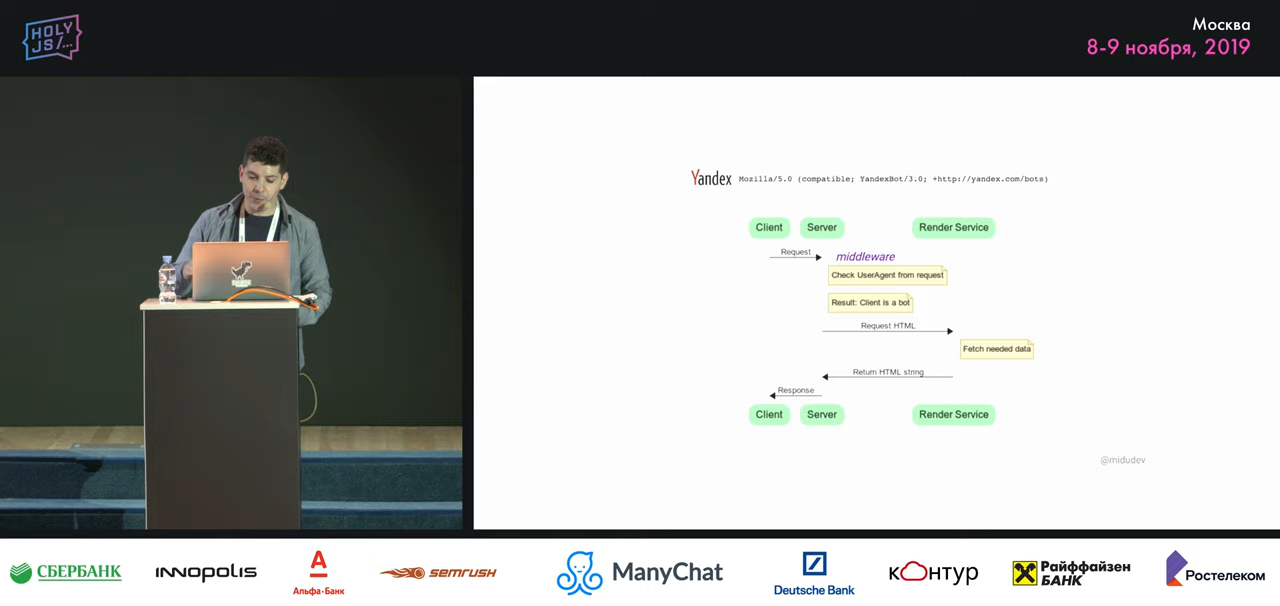 HOLY
JS/...
Москва
8-9 ноября, 2019
Yandex Mozilla/5.0 (compatible; YandexBot/3.0; +http://yandex.com/bots)
Client Server Render Service
Request
middleware
Check UserAgent from request
Result: Client is a bot
Request HTML
Fetch needed data
Return HTML string
Response
Client Server Render Service
@midudev
СБЕРБАНК
INNOPOLIS
А
Альфа·Банк
semrush
ManyChat
Deutsche Bank
контур
Райффайзен
БАНК
Ростелеком